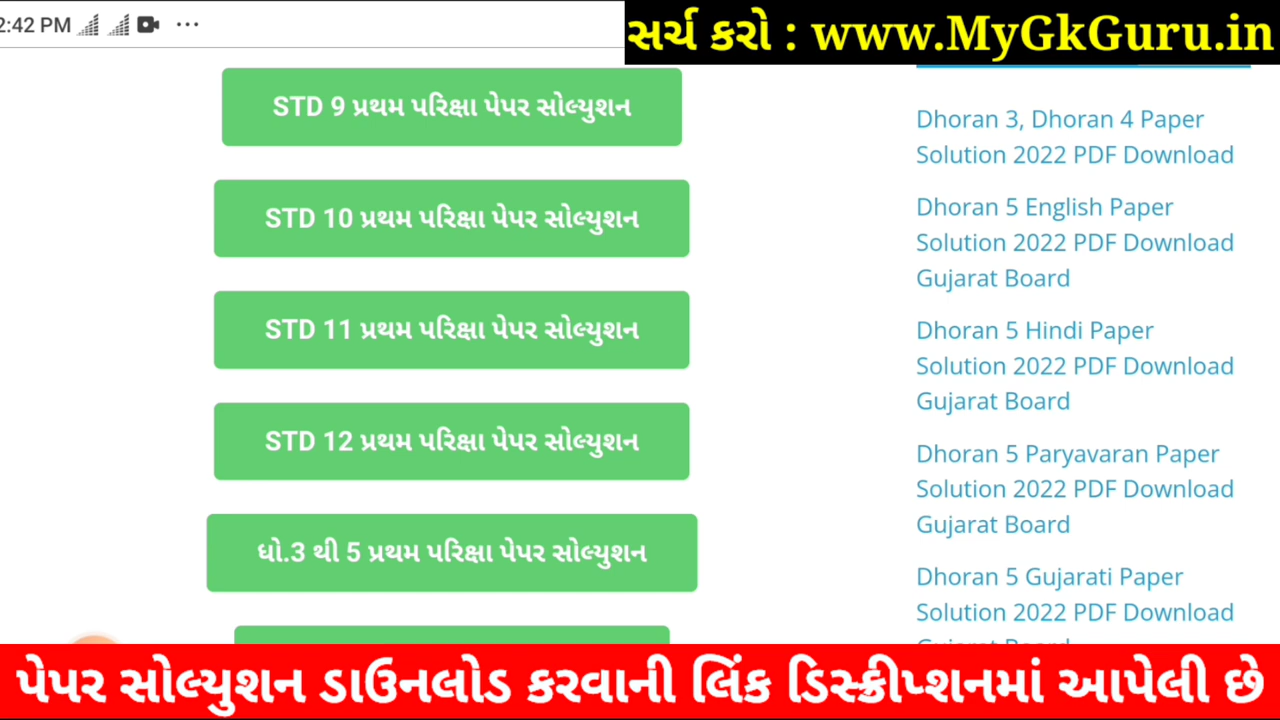 2:42 PM
સર્ચ કરો : www.MyGkGuru.in
STD 9 પ્રથમ પરિક્ષા પેપર સોલ્યુશન
STD 10 પ્રથમ પરિક્ષા પેપર સોલ્યુશન
STD 11 પ્રથમ પરિક્ષા પેપર સોલ્યુશન
STD 12 પ્રથમ પરિક્ષા પેપર સોલ્યુશન
ધો.3 થી 5 પ્રથમ પરિક્ષા પેપર સોલ્યુશન
Dhoran 3, Dhoran 4 Paper
Solution 2022 PDF Download
Dhoran 5 English Paper
Solution 2022 PDF Download
Gujarat Board
Dhoran 5 Hindi Paper
Solution 2022 PDF Download
Gujarat Board
Dhoran 5 Paryavaran Paper
Solution 2022 PDF Download
Gujarat Board
Dhoran 5 Gujarati Paper
Solution 2022 PDF Download
પેપર સોલ્યુશન ડાઉનલોડ કરવાની લિંક ડિસ્ક્રીપ્શનમાં આપેલી છે